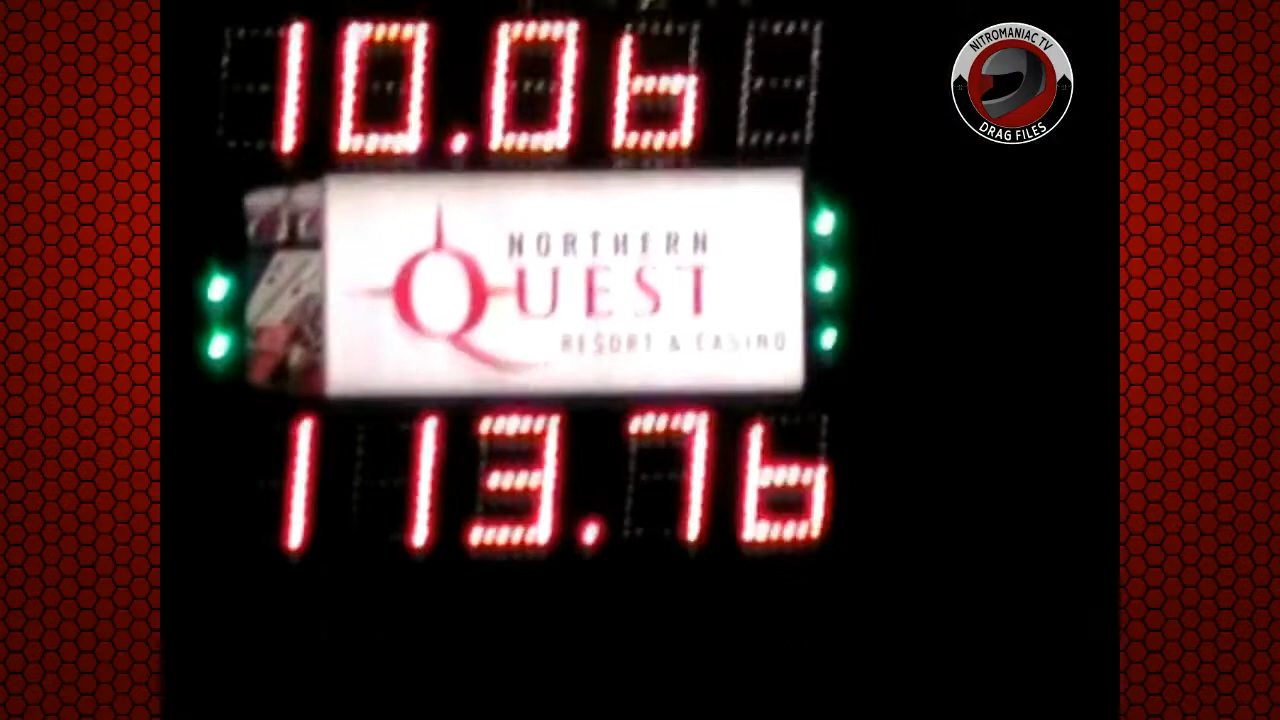 10.06
NITROMANIAC TV
DRAG FILES
NORTHERN
QUEST
RESORT & CASINO
113.76